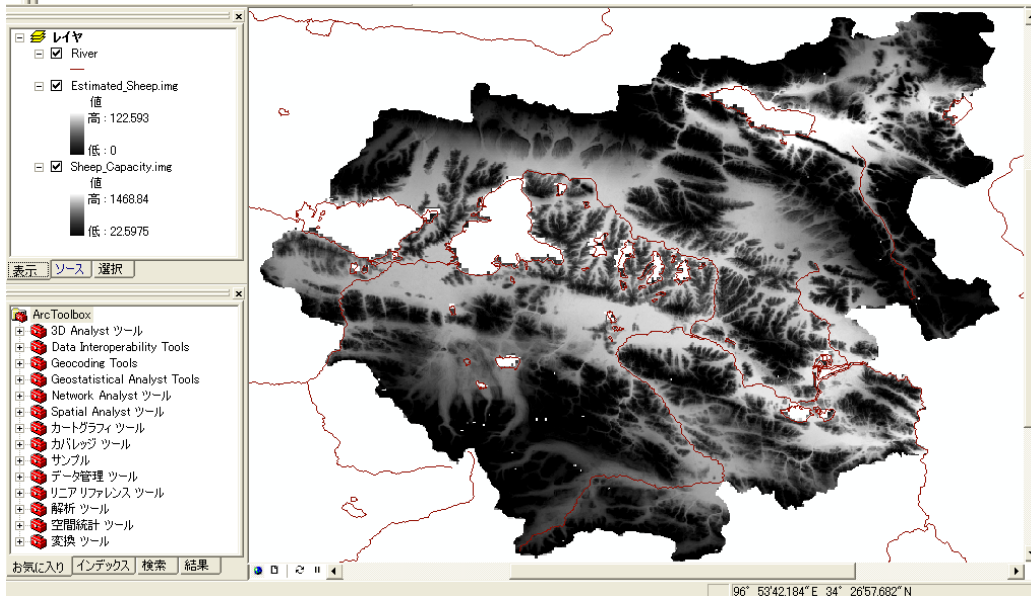 レイヤ
River
Estimated_Sheep.img
値
高 : 122.593
低 : 0
Sheep_Capacity.img
値
高 : 1468.84
低 : 22.5975
表示 ソース 選択
ArcToolbox
3D Analyst ツール
Data Interoperability Tools
Geocoding Tools
Geostatistical Analyst Tools
Network Analyst ツール
Spatial Analyst ツール
カートグラフィ ツール
カバレッジ ツール
サンプル
データ管理 ツール
リニア リファレンス ツール
解析 ツール
空間統計 ツール
変換 ツール
お気に入り インデックス 検索 結果
96° 53'42.184"E 34° 26'57.682"N